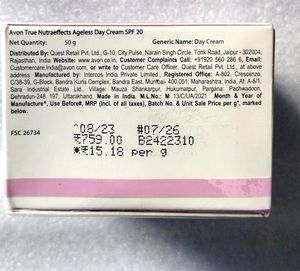 Avon True Nutraeffects Ageless Day Cream SPF 20
Net Quantity: 50 g Generic Name: Day Cream
Distributed By: Quest Retail Pvt. Ltd., G-10, City Pulse, Narain Singh Circle, Tonk Road, Jaipur - 302004,
Rajasthan, India Website: www.avon.co.in, Customer Complaints Call: +91920 560 286 6, Email:
Customercare.India@avon.com, or write to Customer Care Executive: Quest Retail Pvt. Ltd., at above
address. Manufactured by: Intercos India Private Limited, Registered Office: A-802, Crescenzo,
C/38-39, G-Block, Bandra Kurla Complex, Bandra East, Mumbai, Maharashtra, India, At: A-5/1,
Sara Industrial Estate Ltd., Village: Mauza Shankarpur, Hukumatpur, Pargana: Pachwadoon,
Dehradun-248 197, Uttarakhand. Made in India. M.L.No.: M 13/C/UA/2021 Month & Year of
Manufacture^, Use Before#, MRP (Incl. of all taxes), Batch No. & Unit Sale Price per g*, marked
below.
FSC 26734
^08/23 #07/26
₹759.00 B2422310
*₹15.18 per g